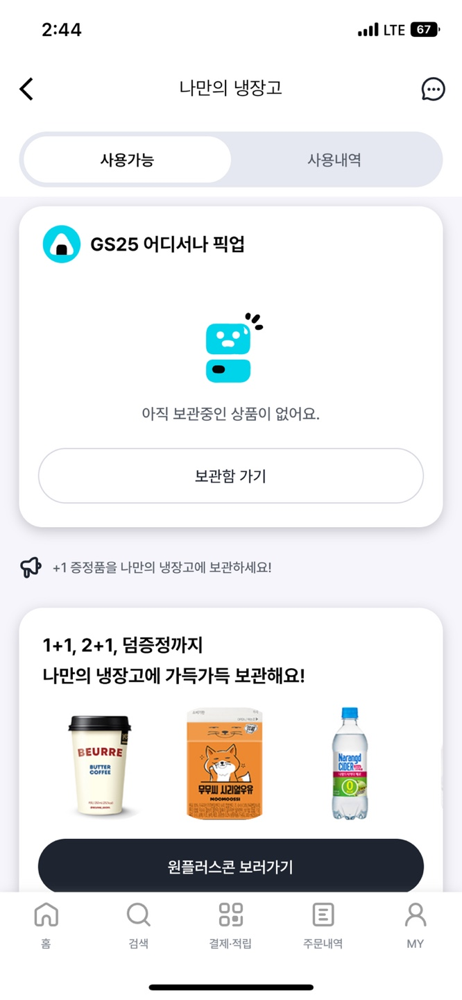 2:44
LTE 67
나만의 냉장고
사용가능
사용내역
GS25 어디서나 픽업
아직 보관중인 상품이 없어요.
보관함 가기
+1 증정품을 나만의 냉장고에 보관하세요!
1+1, 2+1, 덤증정까지
나만의 냉장고에 가득가득 보관해요!
BEURRE
BUTTER
COFFEE
무무씨 시리얼우유
MOOMOOSSI
Narangd
CIDER
0
원플러스콘 보러가기
홈
검색
결제·적립
주문내역
MY